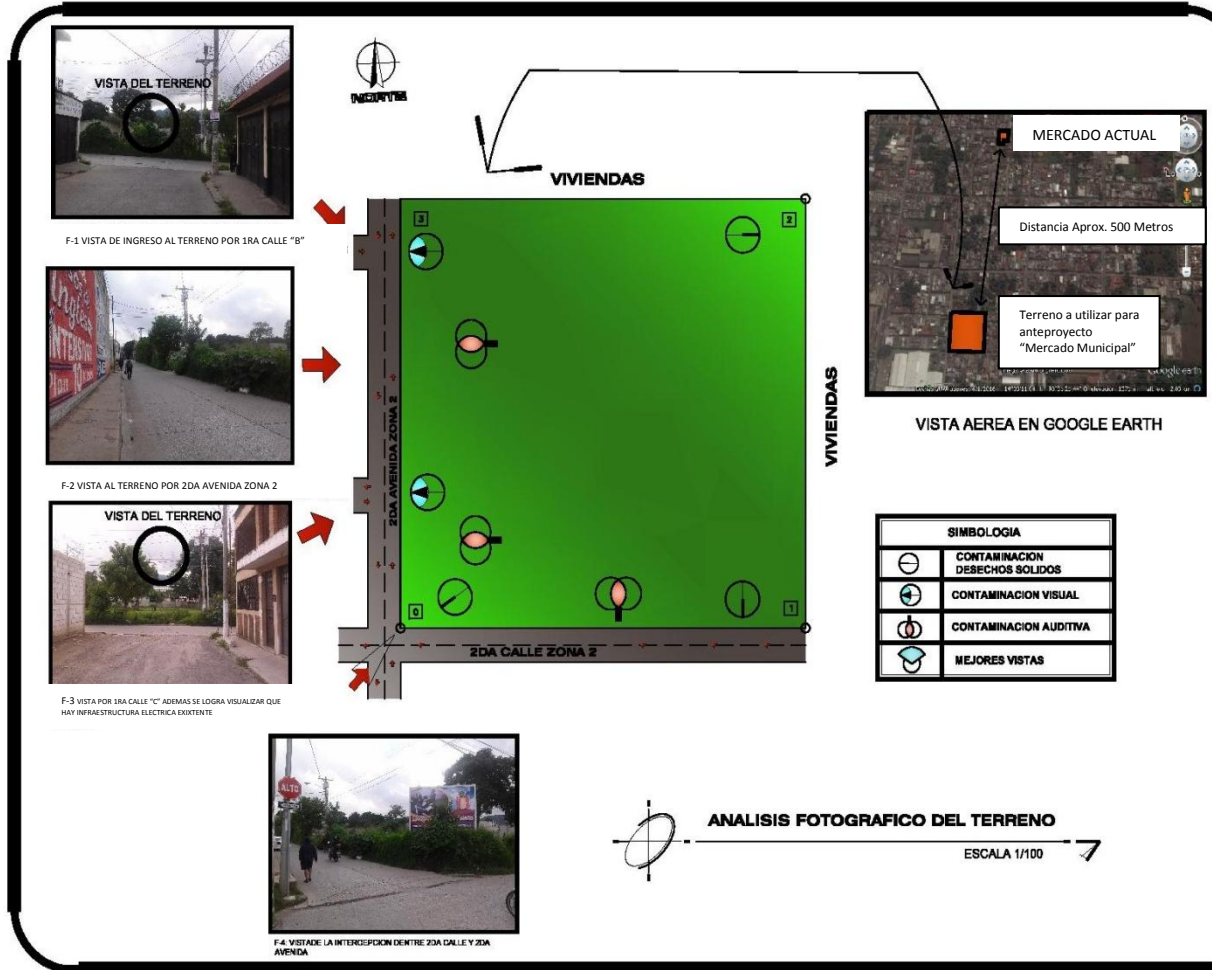 VISTA DEL TERRENO
F-1 VISTA DE INGRESO AL TERRENO POR 1RA CALLE "B"
Ingles
INTENSIVO
10
F-2 VISTA AL TERRENO POR 2DA AVENIDA ZONA 2
VISTA DEL TERRENO
F-3 VISTA POR 1RA CALLE "C" ADEMAS SE LOGRA VISUALIZAR QUE
HAY INFRAESTRUCTURA ELECTRICA EXIXTENTE
ALTO
F-4: VISTADE LA INTERCEPCION DENTRE 2DA CALLE Y 2DA
AVENIDA
NORTE
VIVIENDAS
3
2
2DA AVENIDA ZONA 2
VIVIENDAS
0
1
2DA CALLE ZONA 2
MERCADO ACTUAL
Distancia Aprox. 500 Metros
Terreno a utilizar para
anteproyecto
"Mercado Municipal"
Google earth
VISTA AEREA EN GOOGLE EARTH
SIMBOLOGIA
CONTAMINACION
DESECHOS SOLIDOS
CONTAMINACION VISUAL
CONTAMINACION AUDITIVA
MEJORES VISTAS
ANALISIS FOTOGRAFICO DEL TERRENO
ESCALA 1/100